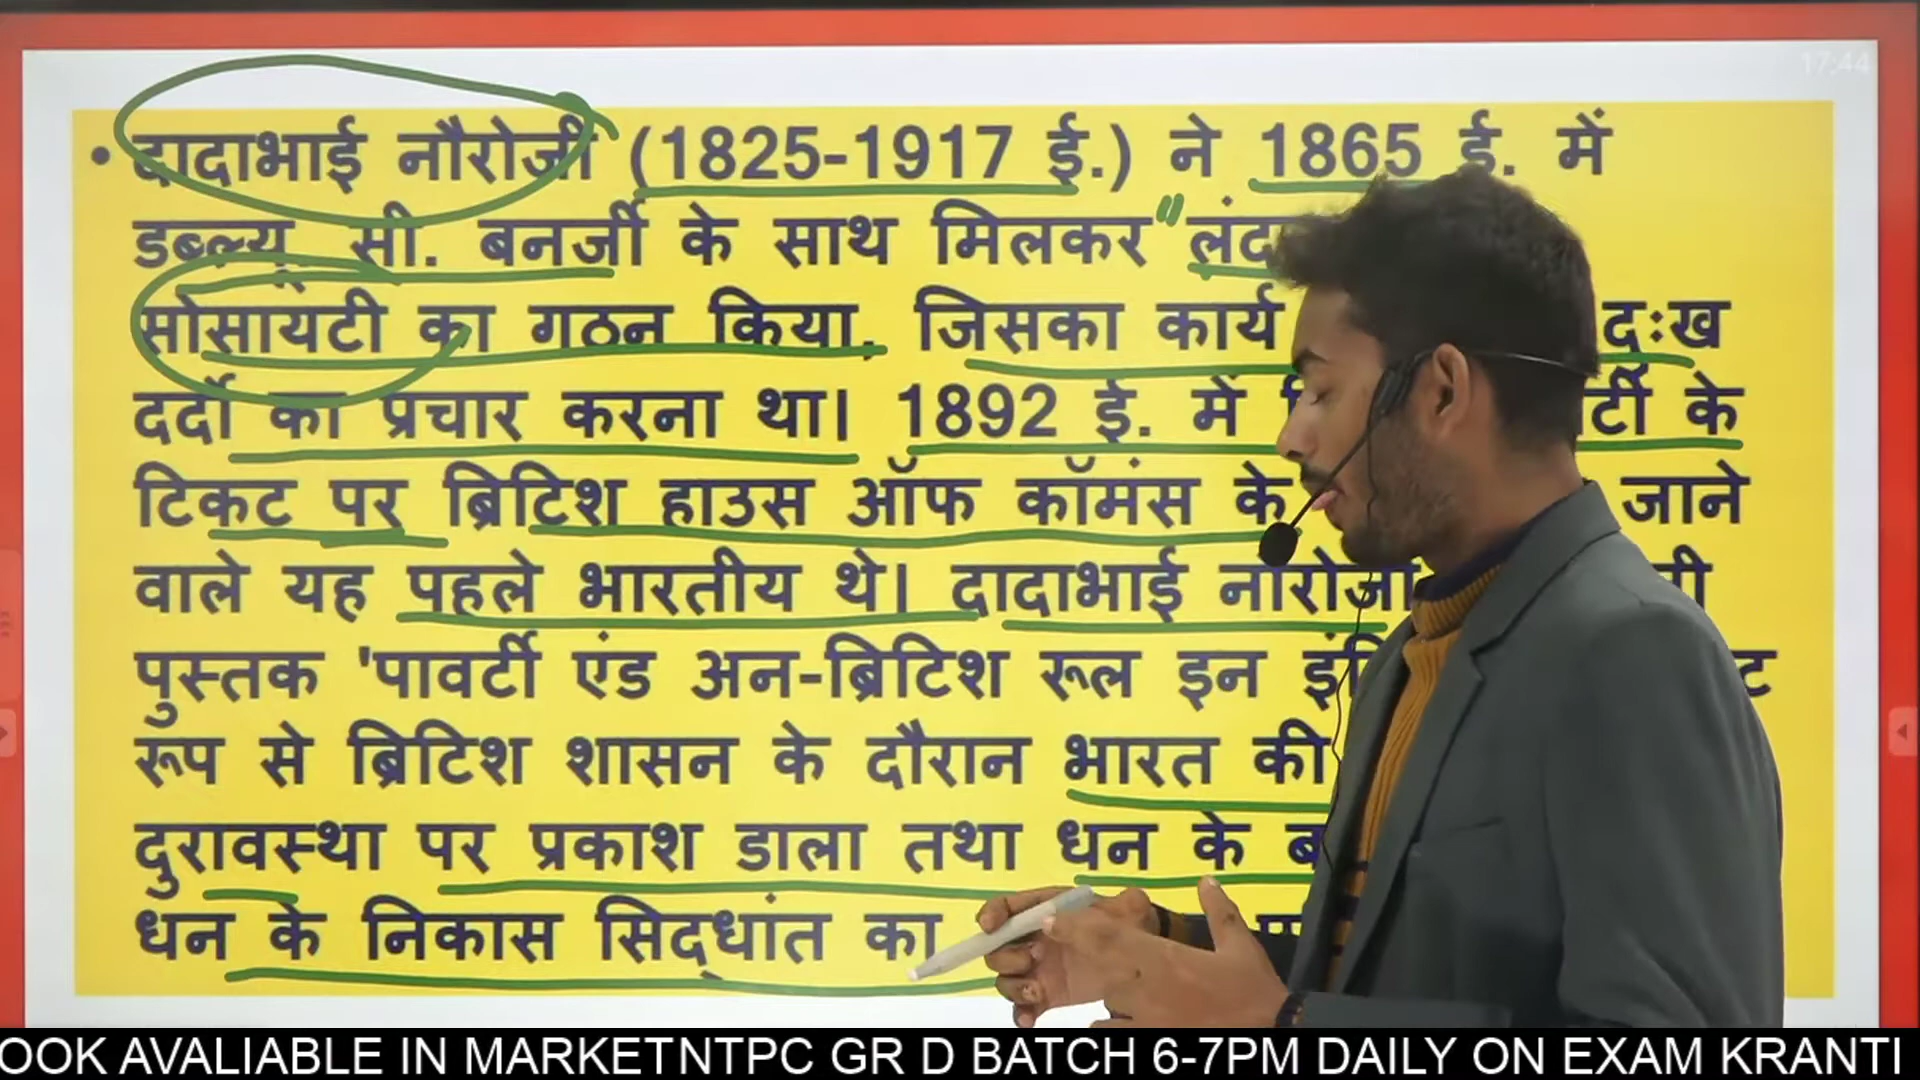 17:44
• दादाभाई नौरोजी (1825-1917 ई.) ने 1865 ई. में
डब्ल्यू. सी. बनर्जी के साथ मिलकर "
सोसायटी का गठन किया, जिसका कार्य दुःख
दर्दो का प्रचार करना था। 1892 ई. में के
टिकट पर ब्रिटिश हाउस ऑफ कॉमंस के जाने
वाले यह पहले भारतीय थे। दादाभाई नौरोजी
पुस्तक 'पावर्टी एंड अन-ब्रिटिश रूल इन
रूप से ब्रिटिश शासन के दौरान भारत की
दुरावस्था पर प्रकाश डाला तथा धन के
धन के निकास सिद्धांत का
OOK AVALIABLE IN MARKETNTPC GR D BATCH 6-7PM DAILY ON EXAM KRANTI